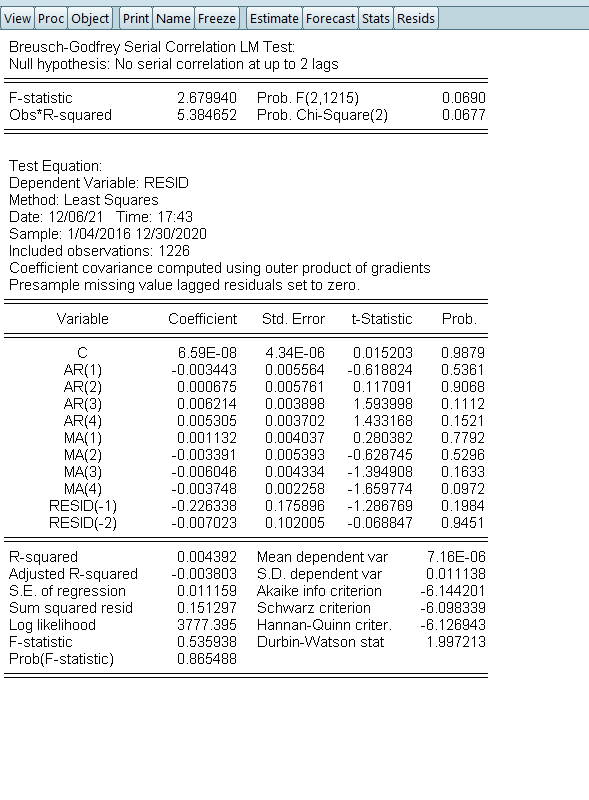 View Proc Object Print Name Freeze Estimate Forecast Stats Resids
Breusch-Godfrey Serial Correlation LM Test:
Null hypothesis: No serial correlation at up to 2 lags
F-statistic 2.679940 Prob. F(2,1215) 0.0690
Obs*R-squared 5.384652 Prob. Chi-Square(2) 0.0677
Test Equation:
Dependent Variable: RESID
Method: Least Squares
Date: 12/06/21 Time: 17:43
Sample: 1/04/2016 12/30/2020
Included observations: 1226
Coefficient covariance computed using outer product of gradients
Presample missing value lagged residuals set to zero.
Variable Coefficient Std. Error t-Statistic Prob.
C 6.59E-08 4.34E-06 0.015203 0.9879
AR(1) -0.003443 0.005564 -0.618824 0.5361
AR(2) 0.000675 0.005761 0.117091 0.9068
AR(3) 0.006214 0.003898 1.593998 0.1112
AR(4) 0.005305 0.003702 1.433168 0.1521
MA(1) 0.001132 0.004037 0.280382 0.7792
MA(2) -0.003391 0.005393 -0.628745 0.5296
MA(3) -0.006046 0.004334 -1.394908 0.1633
MA(4) -0.003748 0.002258 -1.659774 0.0972
RESID(-1) -0.226338 0.175896 -1.286769 0.1984
RESID(-2) -0.007023 0.102005 -0.068847 0.9451
R-squared 0.004392 Mean dependent var 7.16E-06
Adjusted R-squared -0.003803 S.D. dependent var 0.011138
S.E. of regression 0.011159 Akaike info criterion -6.144201
Sum squared resid 0.151297 Schwarz criterion -6.098339
Log likelihood 3777.395 Hannan-Quinn criter. -6.126943
F-statistic 0.535938 Durbin-Watson stat 1.997213
Prob(F-statistic) 0.865488